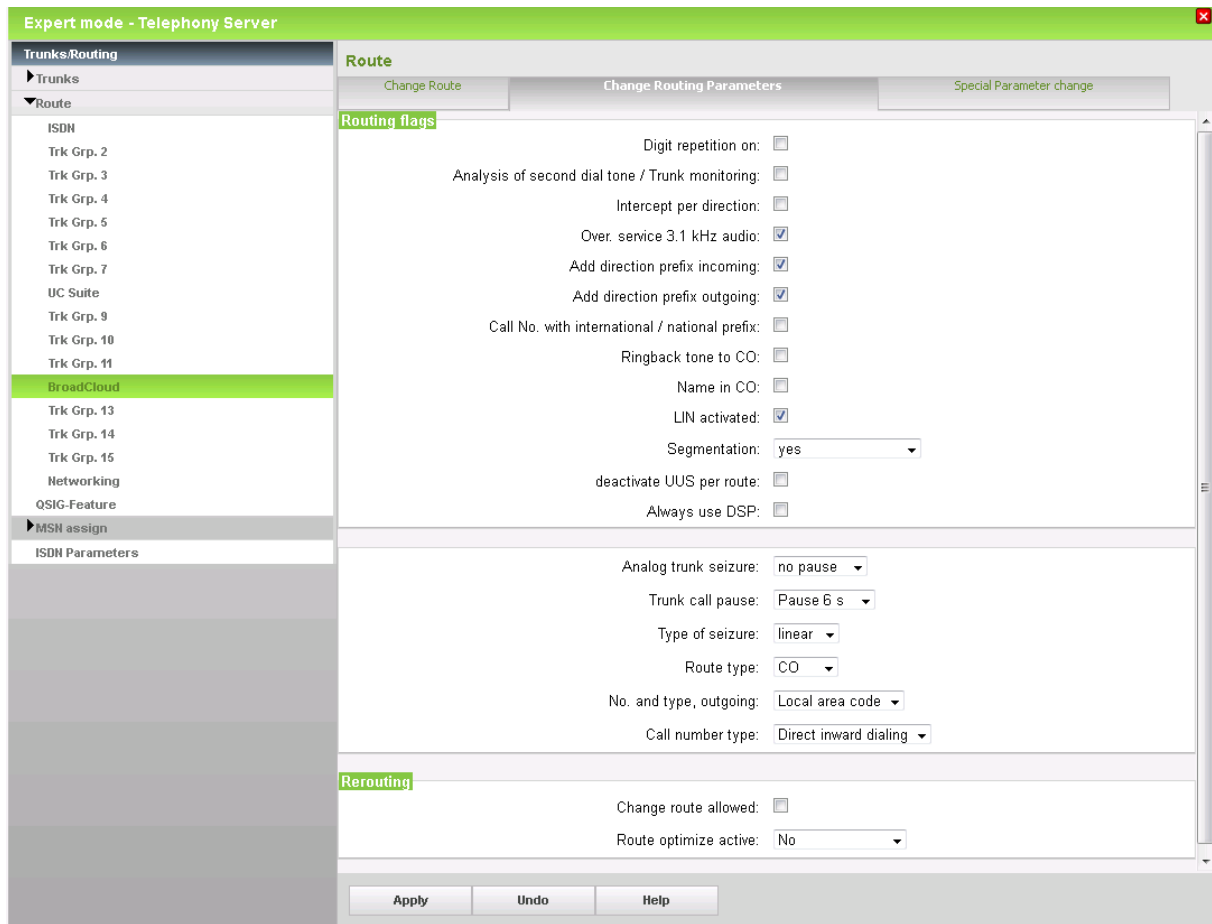 Expert mode - Telephony Server
Trunks/Routing
Trunks
Route
ISDN
Trk Grp. 2
Trk Grp. 3
Trk Grp. 4
Trk Grp. 5
Trk Grp. 6
Trk Grp. 7
UC Suite
Trk Grp. 9
Trk Grp. 10
Trk Grp. 11
BroadCloud
Trk Grp. 13
Trk Grp. 14
Trk Grp. 15
Networking
QSIG-Feature
MSN assign
ISDN Parameters
Route
Change Route Change Routing Parameters Special Parameter change
Routing flags
Digit repetition on:
Analysis of second dial tone / Trunk monitoring:
Intercept per direction:
Over. service 3.1 kHz audio:
Add direction prefix incoming:
Add direction prefix outgoing:
Call No. with international / national prefix:
Ringback tone to CO:
Name in CO:
LIN activated:
Segmentation: yes
deactivate UUS per route:
Always use DSP:
Analog trunk seizure: no pause
Trunk call pause: Pause 6 s
Type of seizure: linear
Route type: CO
No. and type, outgoing: Local area code
Call number type: Direct inward dialing
Rerouting
Change route allowed:
Route optimize active: No
Apply Undo Help